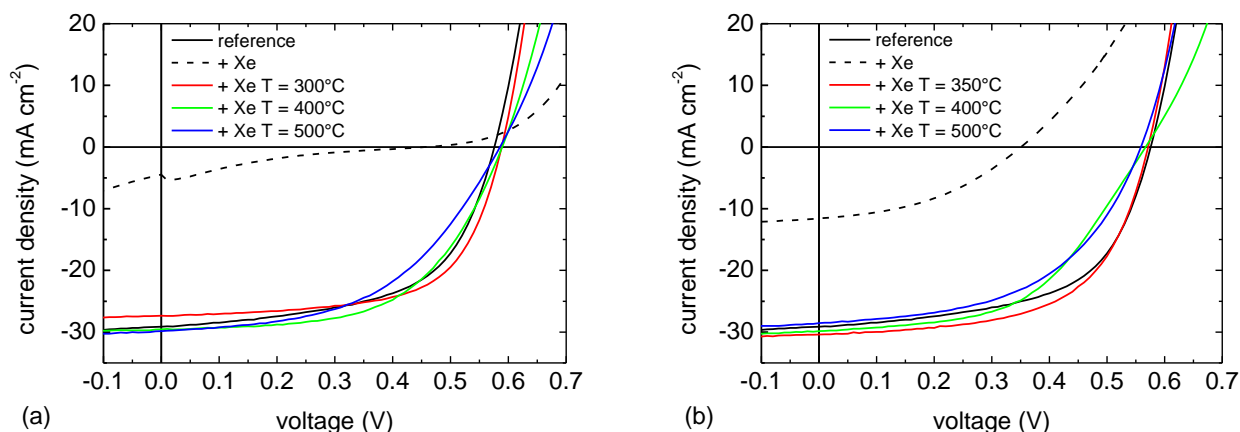 20
10
0
-10
-20
-30
current density (mA cm-2)
reference
+ Xe
+ Xe T = 300°C
+ Xe T = 400°C
+ Xe T = 500°C
-0.1 0.0 0.1 0.2 0.3 0.4 0.5 0.6 0.7
(a) voltage (V)
20
10
0
-10
-20
-30
current density (mA cm-2)
reference
+ Xe
+ Xe T = 350°C
+ Xe T = 400°C
+ Xe T = 500°C
-0.1 0.0 0.1 0.2 0.3 0.4 0.5 0.6 0.7
(b) voltage (V)